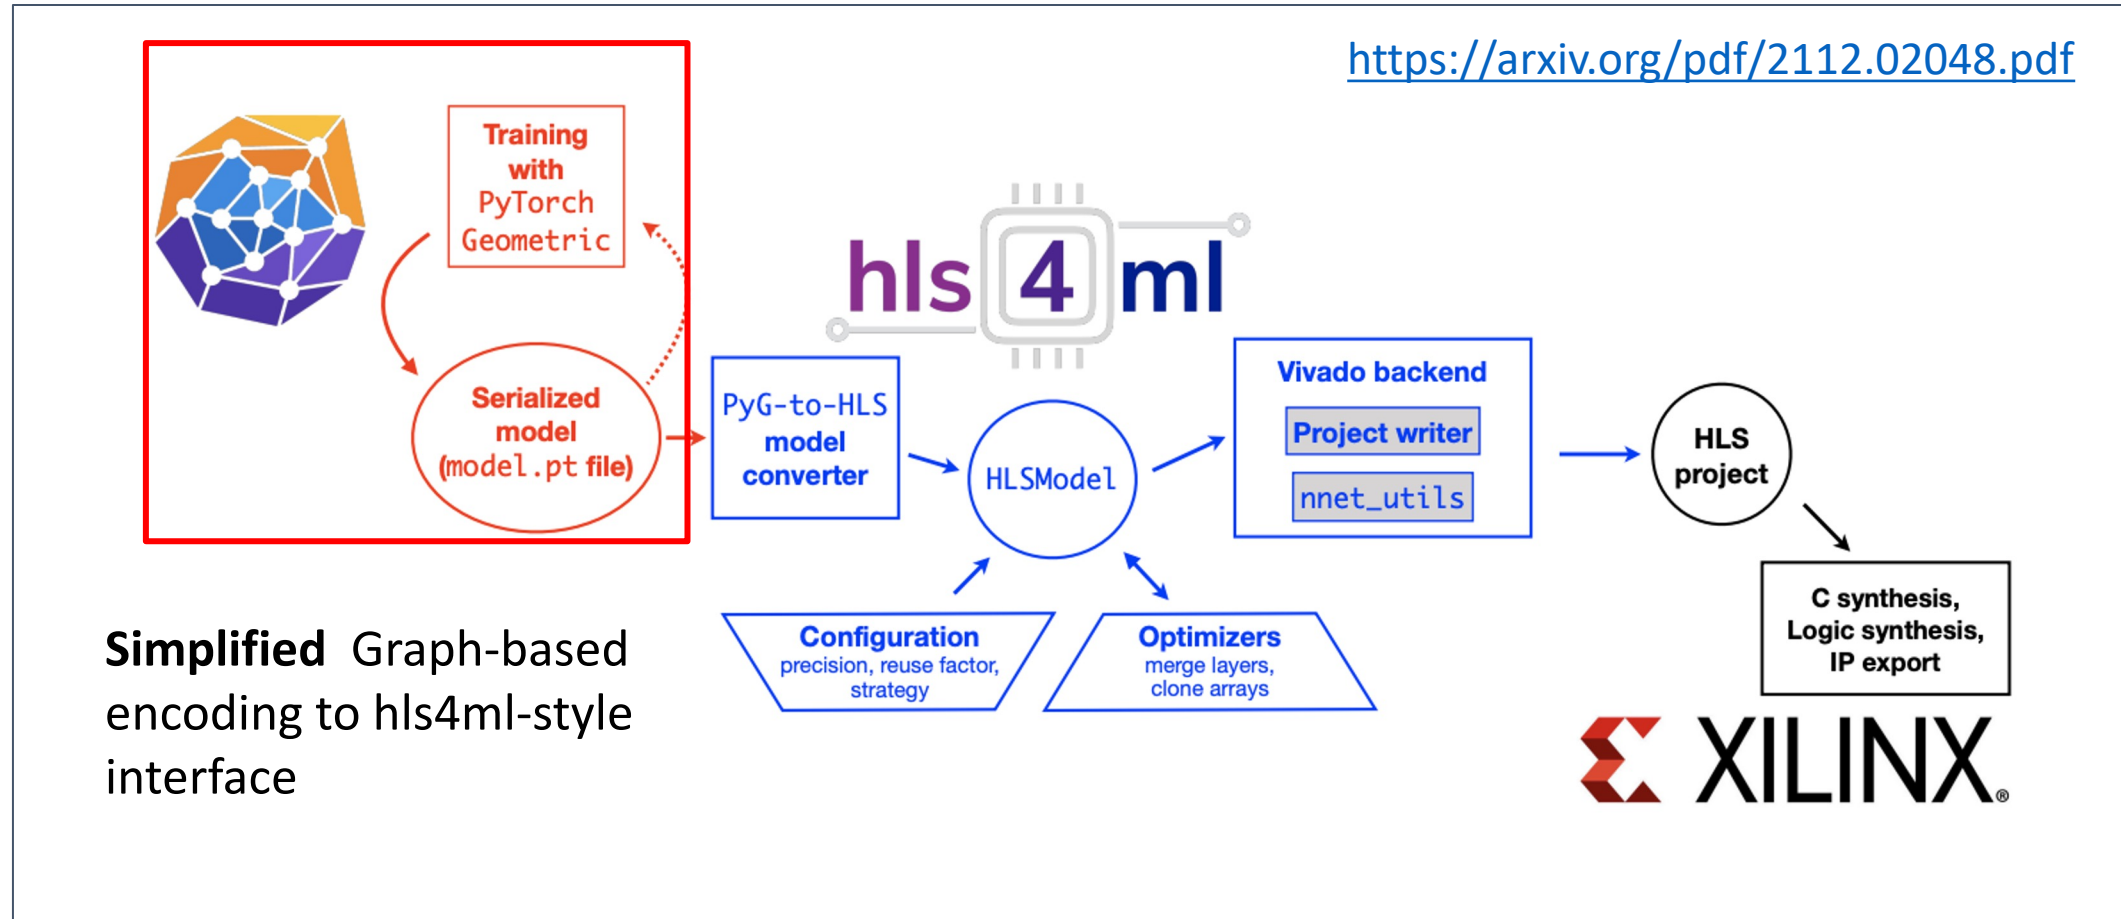 https://arxiv.org/pdf/2112.02048.pdf
Training
with
PyTorch
Geometric
Serialized
model
(model.pt file)
hls 4 ml
PyG-to-HLS
model
converter
HLSModel
Vivado backend
Project writer
nnet_utils
HLS
project
Configuration
precision, reuse factor,
strategy
Optimizers
merge layers,
clone arrays
C synthesis,
Logic synthesis,
IP export
Simplified Graph-based
encoding to hls4ml-style
interface
XILINX®